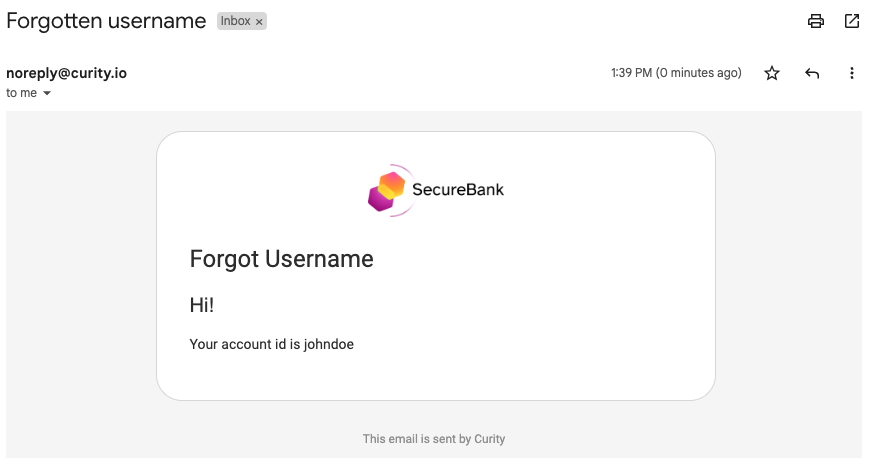 Forgotten username Inbox ×
noreply@curity.io 1:39 PM (0 minutes ago)
to me
SecureBank
Forgot Username
Hi!
Your account id is johndoe
This email is sent by Curity